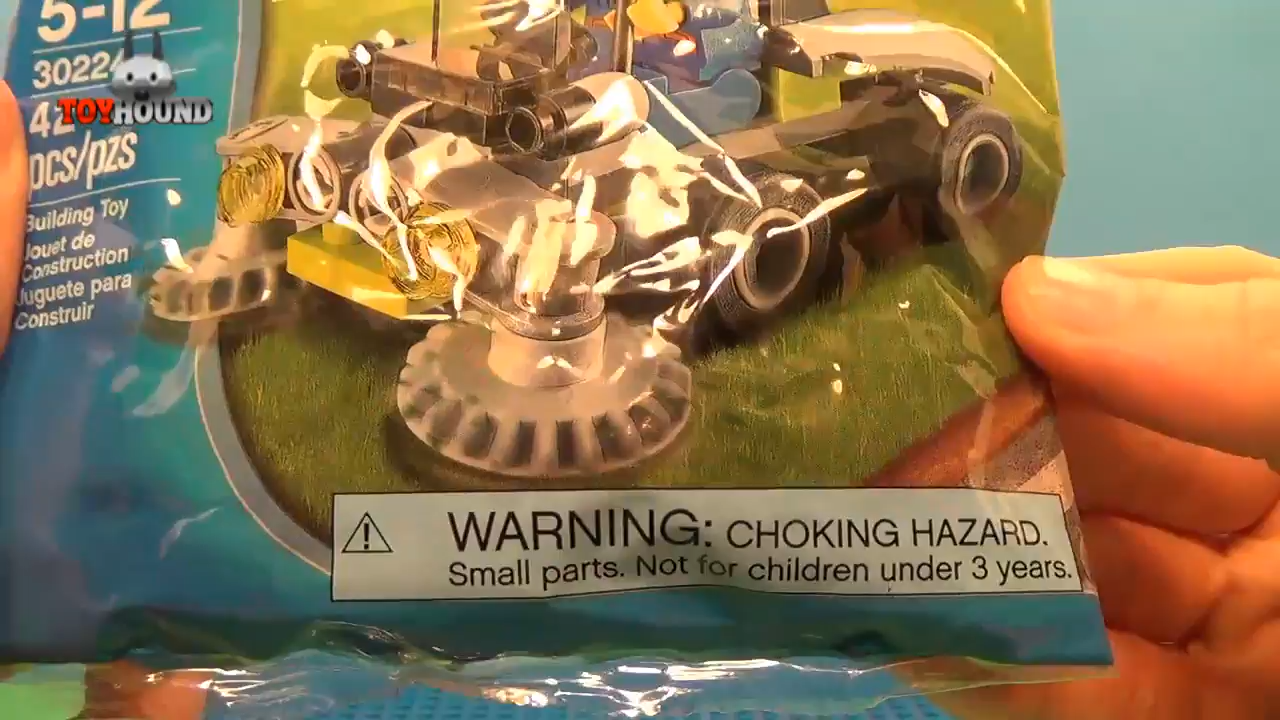 5-12
30224
TOYHOUND
42
pcs/pzs
Building Toy
Jouet de
Construction
Juguete para
Construir
WARNING: CHOKING HAZARD.
Small parts. Not for children under 3 years.